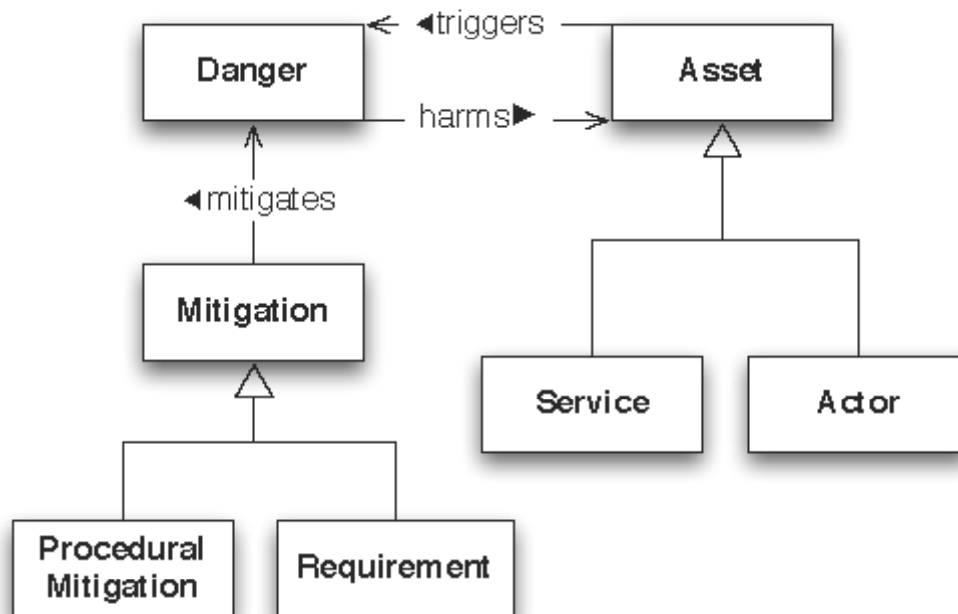 ◄triggers
Danger
Asset
harms►
◄mitigates
Mitigation
Service
Actor
Procedural
Mitigation
Requirement